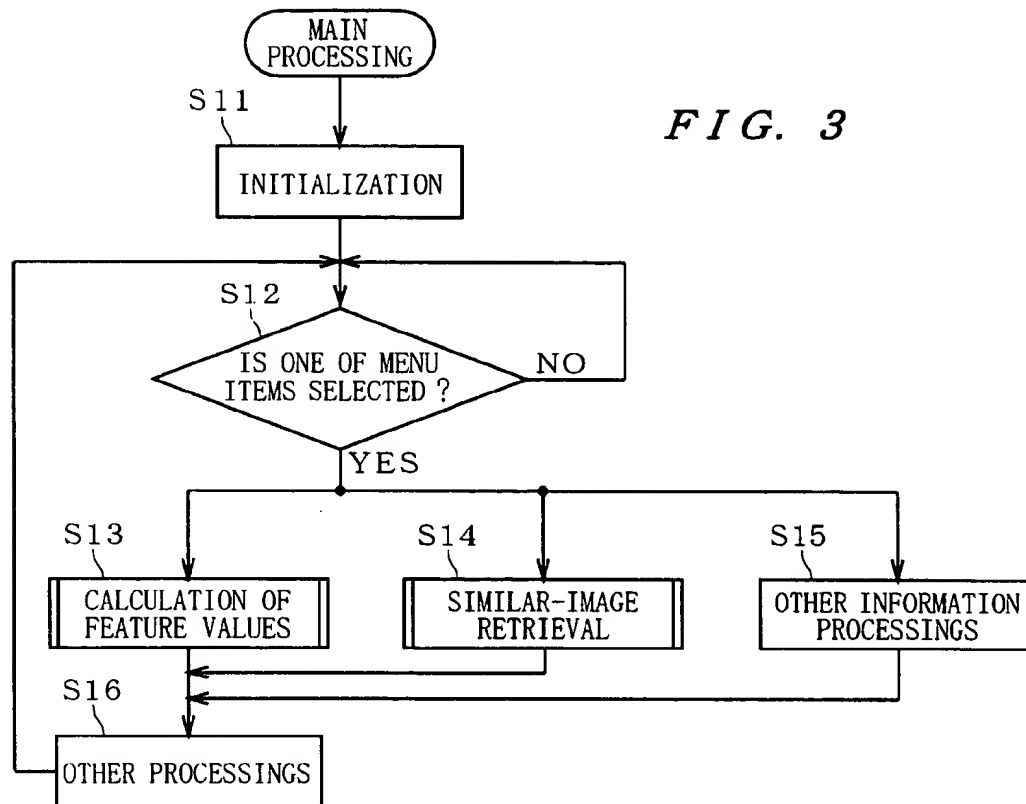 MAIN
PROCESSING
FIG. 3
S11
INITIALIZATION
S12
IS ONE OF MENU
ITEMS SELECTED ?
NO
YES
S13
CALCULATION OF
FEATURE VALUES
S14
SIMILAR-IMAGE
RETRIEVAL
S15
OTHER INFORMATION
PROCESSINGS
S16
OTHER PROCESSINGS